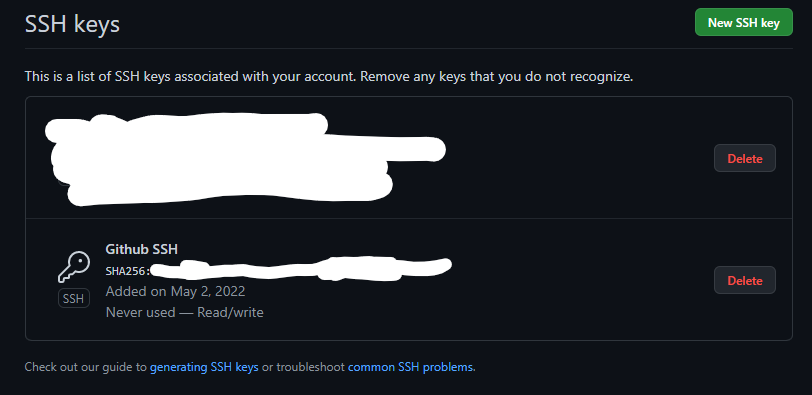 SSH keys
New SSH key
This is a list of SSH keys associated with your account. Remove any keys that you do not recognize.
Delete
Github SSH
SHA256:
Added on May 2, 2022
Never used — Read/write
SSH
Delete
Check out our guide to generating SSH keys or troubleshoot common SSH problems.